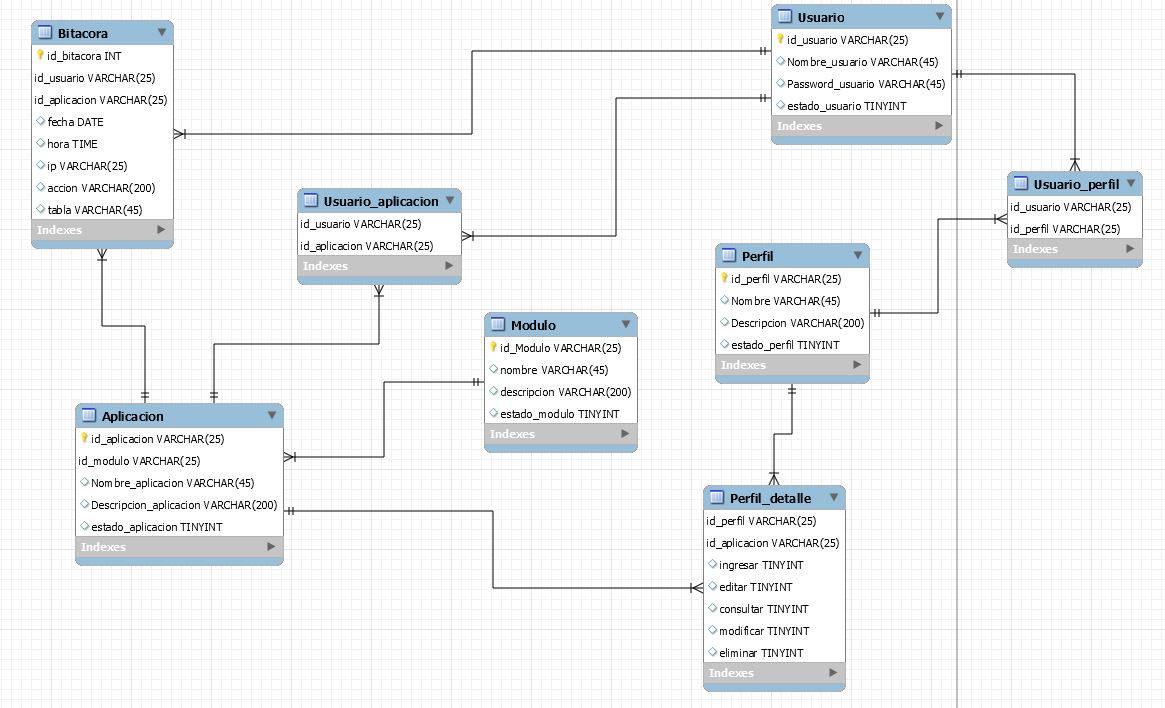 Bitacora
id_bitacora INT
id_usuario VARCHAR(25)
id_aplicacion VARCHAR(25)
fecha DATE
hora TIME
ip VARCHAR(25)
accion VARCHAR(200)
tabla VARCHAR(45)
Indexes
Usuario
id_usuario VARCHAR(25)
Nombre_usuario VARCHAR(45)
Password_usuario VARCHAR(45)
estado_usuario TINYINT
Indexes
Usuario_aplicacion
id_usuario VARCHAR(25)
id_aplicacion VARCHAR(25)
Indexes
Usuario_perfil
id_usuario VARCHAR(25)
id_perfil VARCHAR(25)
Indexes
Perfil
id_perfil VARCHAR(25)
Nombre VARCHAR(45)
Descripcion VARCHAR(200)
estado_perfil TINYINT
Indexes
Modulo
id_Modulo VARCHAR(25)
nombre VARCHAR(45)
descripcion VARCHAR(200)
estado_modulo TINYINT
Indexes
Aplicacion
id_aplicacion VARCHAR(25)
id_modulo VARCHAR(25)
Nombre_aplicacion VARCHAR(45)
Descripcion_aplicacion VARCHAR(200)
estado_aplicacion TINYINT
Indexes
Perfil_detalle
id_perfil VARCHAR(25)
id_aplicacion VARCHAR(25)
ingresar TINYINT
editar TINYINT
consultar TINYINT
modificar TINYINT
eliminar TINYINT
Indexes